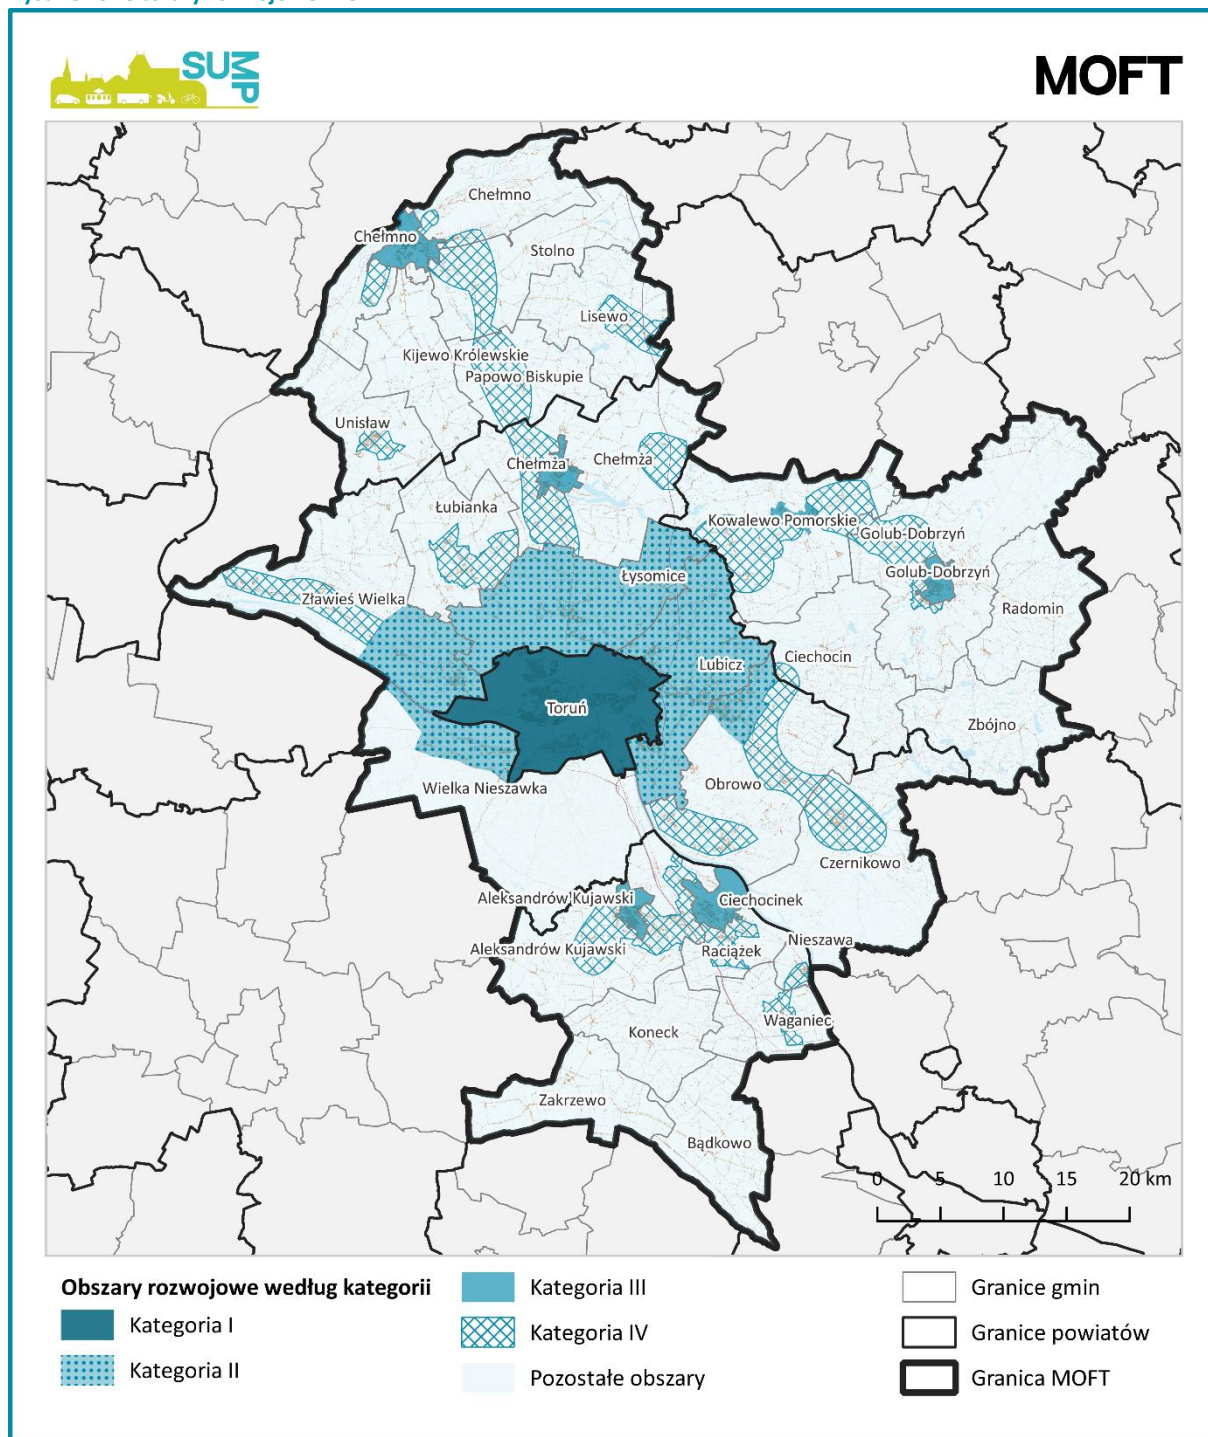 SUMP
MOFT
Chełmno
Chełmno
Stolno
Lisewo
Kijewo Królewskie
Papowo Biskupie
Unisław
Chełmża
Chełmża
Łubianka
Kowalewo Pomorskie
Golub-Dobrzyń
Golub-Dobrzyń
Łysomice
Zławieś Wielka
Radomin
Ciechocin
Lubicz
Toruń
Zbójno
Wielka Nieszawka
Obrowo
Czernikowo
Aleksandrów Kujawski
Ciechocinek
Aleksandrów Kujawski
Raciążek
Nieszawa
Waganiec
Koneck
Zakrzewo
Bądkowo
0 5 10 15 20 km
Obszary rozwojowe według kategorii
Kategoria I
Kategoria II
Kategoria III
Kategoria IV
Pozostałe obszary
Granice gmin
Granice powiatów
Granica MOFT